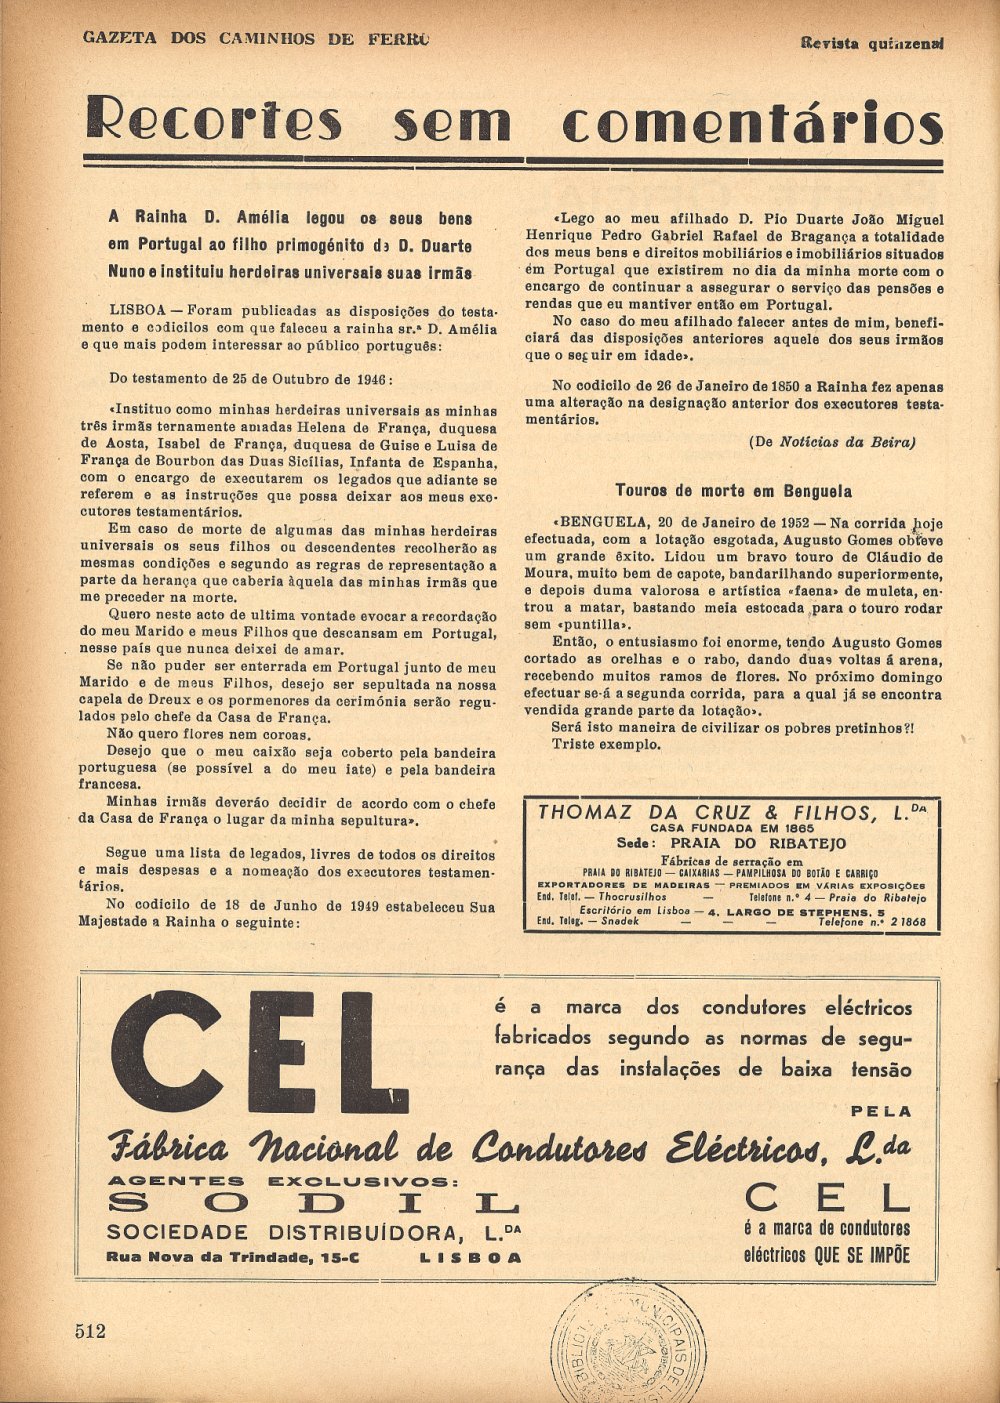 GAZETA DOS CAMINHOS DE FERRO
Revista quinzenal
Recortes sem comentários
A Rainha D. Amélia legou os seus bens
em Portugal ao filho primogénito de D. Duarte
Nuno e instituiu herdeiras universais suas irmãs
LISBOA — Foram publicadas as disposições do testa-
mento e codicilos com que faleceu a rainha sr.ª D. Amélia
e que mais podem interessar ao público português:
Do testamento de 25 de Outubro de 1946:
«Instituo como minhas herdeiras universais as minhas
três irmãs ternamente amadas Helena de França, duquesa
de Aosta, Isabel de França, duquesa de Guise e Luisa de
França de Bourbon das Duas Sicílias, Infanta de Espanha,
com o encargo de executarem os legados que adiante se
referem e as instruções que possa deixar aos meus exe-
cutores testamentários.
Em caso de morte de algumas das minhas herdeiras
universais os seus filhos ou descendentes recolherão as
mesmas condições e segundo as regras de representação a
parte da herança que caberia àquela das minhas irmãs que
me preceder na morte.
Quero neste acto de ultima vontade evocar a recordação
do meu Marido e meus Filhos que descansam em Portugal,
nesse país que nunca deixei de amar.
Se não puder ser enterrada em Portugal junto de meu
Marido e de meus Filhos, desejo ser sepultada na nossa
capela de Dreux e os pormenores da cerimónia serão regu-
lados pelo chefe da Casa de França.
Não quero flores nem coroas.
Desejo que o meu caixão seja coberto pela bandeira
portuguesa (se possível a do meu iate) e pela bandeira
francesa.
Minhas irmãs deverão decidir de acordo com o chefe
da Casa de França o lugar da minha sepultura».
Segue uma lista de legados, livres de todos os direitos
e mais despesas e a nomeação dos executores testamen-
tários.
No codicilo de 18 de Junho de 1949 estabeleceu Sua
Majestade a Rainha o seguinte:
«Lego ao meu afilhado D. Pio Duarte João Miguel
Henrique Pedro Gabriel Rafael de Bragança a totalidade
dos meus bens e direitos mobiliários e imobiliários situados
em Portugal que existirem no dia da minha morte com o
encargo de continuar a assegurar o serviço das pensões e
rendas que eu mantiver então em Portugal.
No caso do meu afilhado falecer antes de mim, benefi-
ciará das disposições anteriores aquele dos seus irmãos
que o seguir em idade».
No codicilo de 26 de Janeiro de 1850 a Rainha fez apenas
uma alteração na designação anterior dos executores testa-
mentários.
(De Notícias da Beira)
Touros de morte em Benguela
«BENGUELA, 20 de Janeiro de 1952 — Na corrida hoje
efectuada, com a lotação esgotada, Augusto Gomes obteve
um grande êxito. Lidou um bravo touro de Cláudio de
Moura, muito bem de capote, bandarilhando superiormente,
e depois duma valorosa e artística «faena» de muleta, en-
trou a matar, bastando meia estocada para o touro rodar
sem «puntilla».
Então, o entusiasmo foi enorme, tendo Augusto Gomes
cortado as orelhas e o rabo, dando duas voltas á arena,
recebendo muitos ramos de flores. No próximo domingo
efectuar se-á a segunda corrida, para a qual já se encontra
vendida grande parte da lotação».
Será isto maneira de civilizar os pobres pretinhos?!
Triste exemplo.
THOMAZ DA CRUZ & FILHOS, L.DA
CASA FUNDADA EM 1865
Sede: PRAIA DO RIBATEJO
Fábricas de serração em
PRAIA DO RIBATEJO — CAIXARIAS — PAMPILHOSA DO BOTÃO E CARRIÇO
EXPORTADORES DE MADEIRAS — PREMIADOS EM VÁRIAS EXPOSIÇÕES
End. Telef. — Thocrusilhos — Telefone n.º 4 — Praia do Ribatejo
Escritório em Lisboa — 4, LARGO DE STEPHENS, 5
End. Teleg. — Snadek — — — Telefone n.º 21868
CEL
é a marca dos condutores eléctricos
fabricados segundo as normas de segu-
rança das instalações de baixa tensão
PELA
Fábrica Nacional de Condutores Eléctricos, L.da
AGENTES EXCLUSIVOS:
SODIL
SOCIEDADE DISTRIBUÍDORA, L.DA
Rua Nova da Trindade, 15-C LISBOA
CEL
é a marca de condutores
eléctricos QUE SE IMPÕE
512